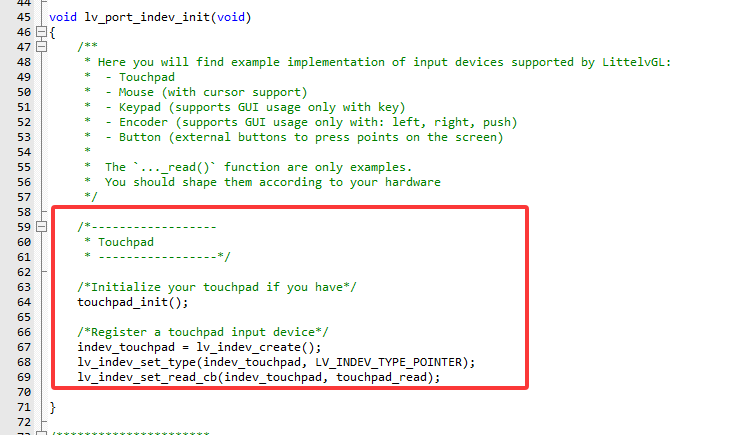 44
45 void lv_port_indev_init(void)
46 {
47 /**
48 * Here you will find example implementation of input devices supported by LittelvGL:
49 * - Touchpad
50 * - Mouse (with cursor support)
51 * - Keypad (supports GUI usage only with key)
52 * - Encoder (supports GUI usage only with: left, right, push)
53 * - Button (external buttons to press points on the screen)
54 *
55 * The `..._read()` function are only examples.
56 * You should shape them according to your hardware
57 */
58
59 /*------------------
60 * Touchpad
61 * -----------------*/
62
63 /*Initialize your touchpad if you have*/
64 touchpad_init();
65
66 /*Register a touchpad input device*/
67 indev_touchpad = lv_indev_create();
68 lv_indev_set_type(indev_touchpad, LV_INDEV_TYPE_POINTER);
69 lv_indev_set_read_cb(indev_touchpad, touchpad_read);
70
71 }
72
73 /**********************